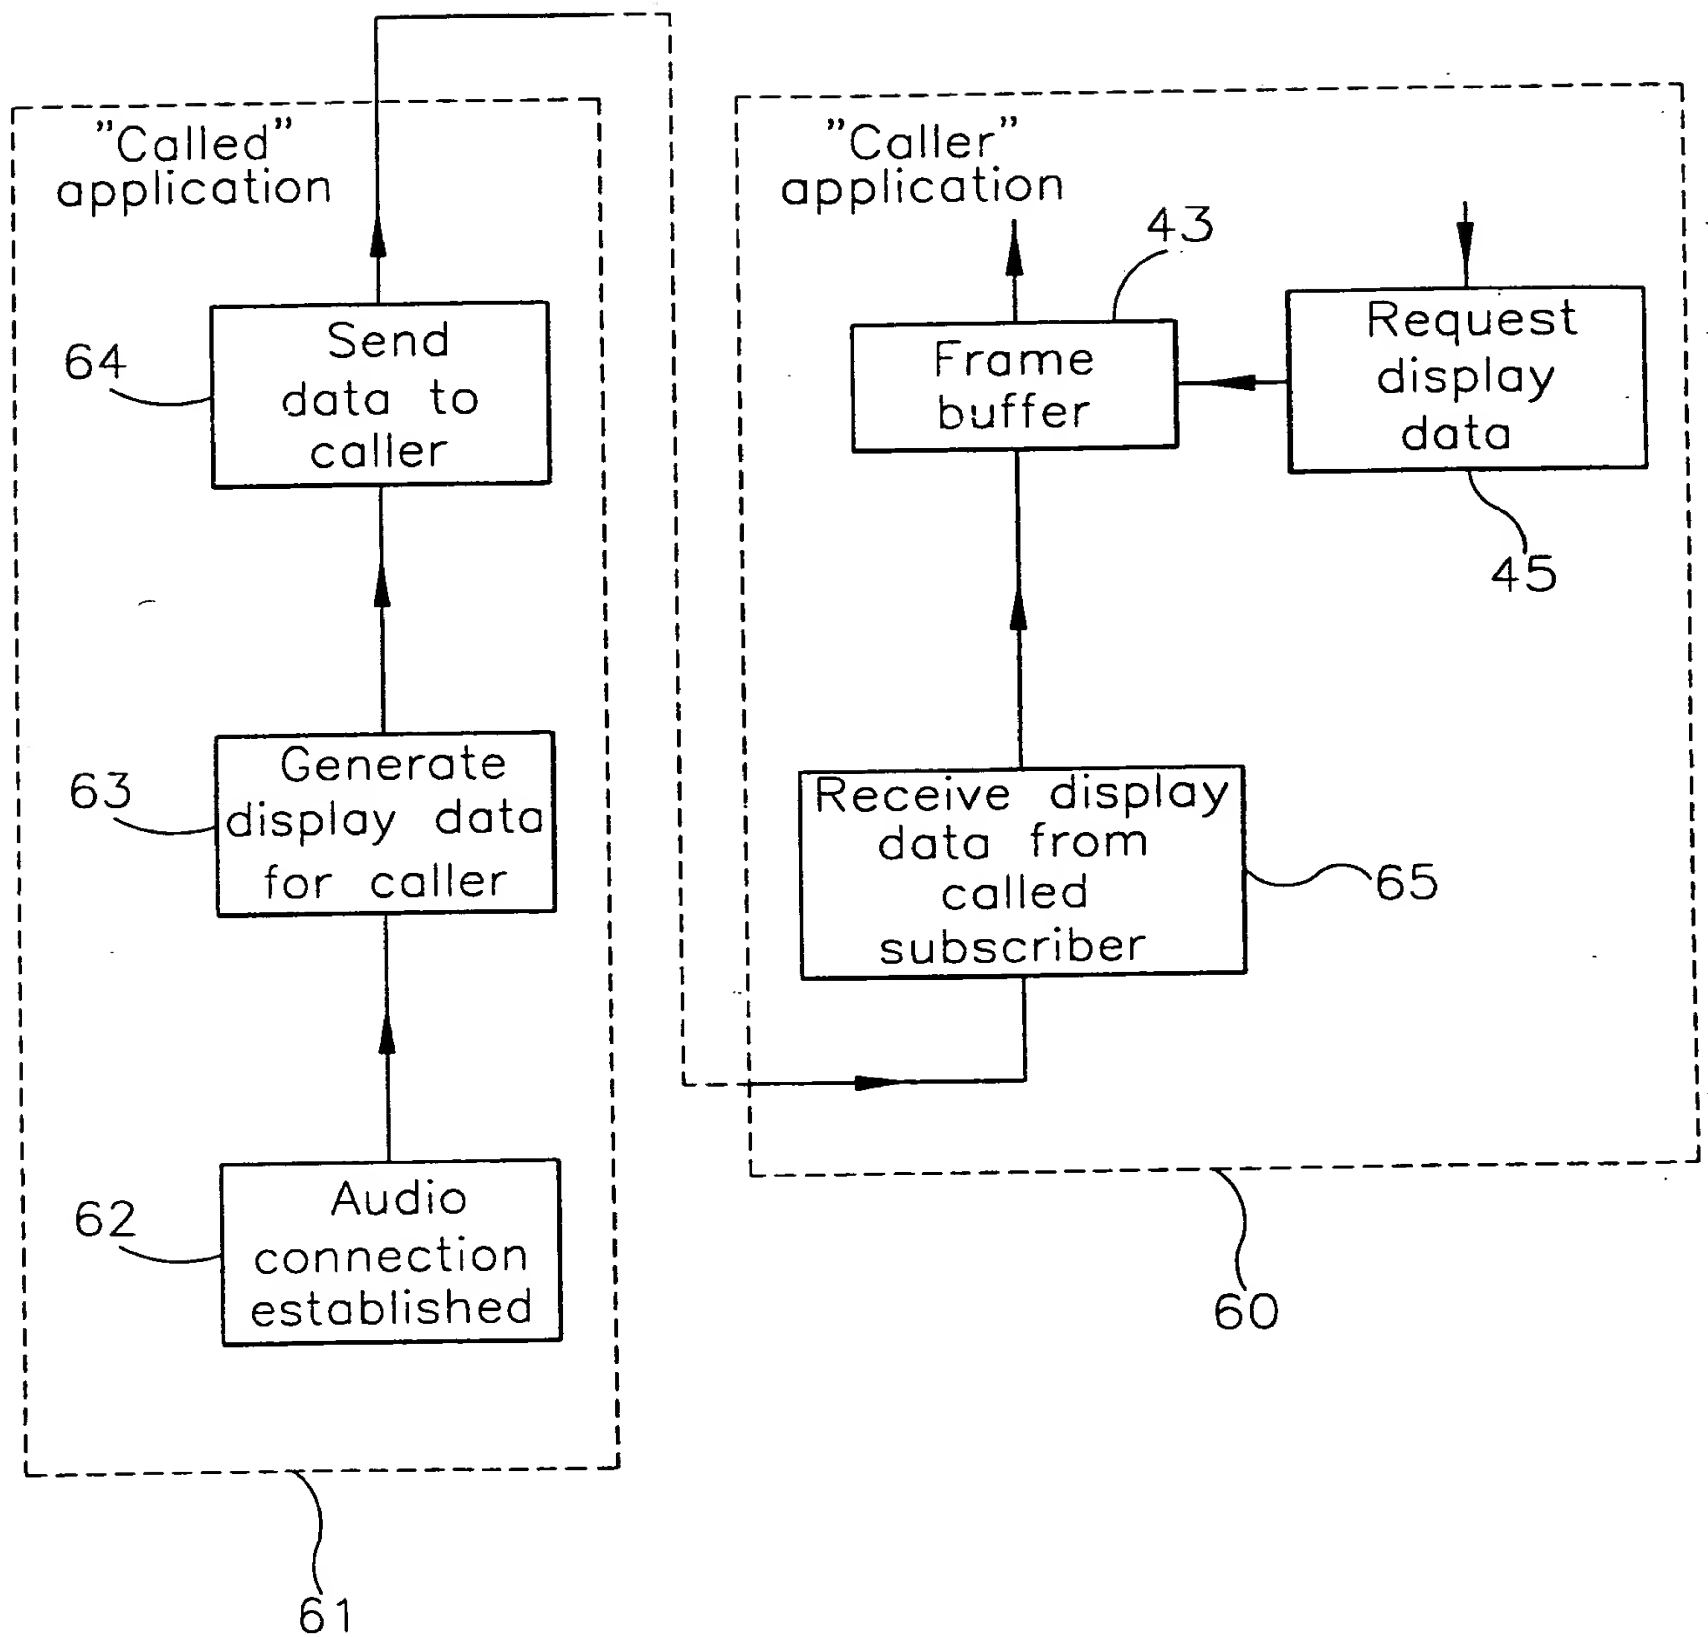 "Called"
application
64
Send
data to
caller
63
Generate
display data
for caller
62
Audio
connection
established
61
"Caller"
application
43
Frame
buffer
Request
display
data
45
Receive display
data from
called
subscriber
65
60